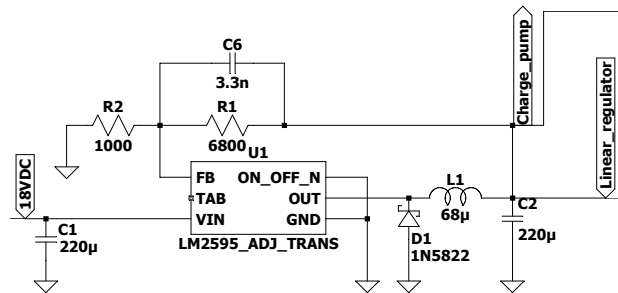 C6
3.3n
Charge_pump
R2
1000
R1
6800
U1
Linear_regulator
18VDC
FB
ON_OFF_N
TAB
OUT
VIN
GND
LM2595_ADJ_TRANS
L1
68µ
C1
220µ
D1
1N5822
C2
220µ